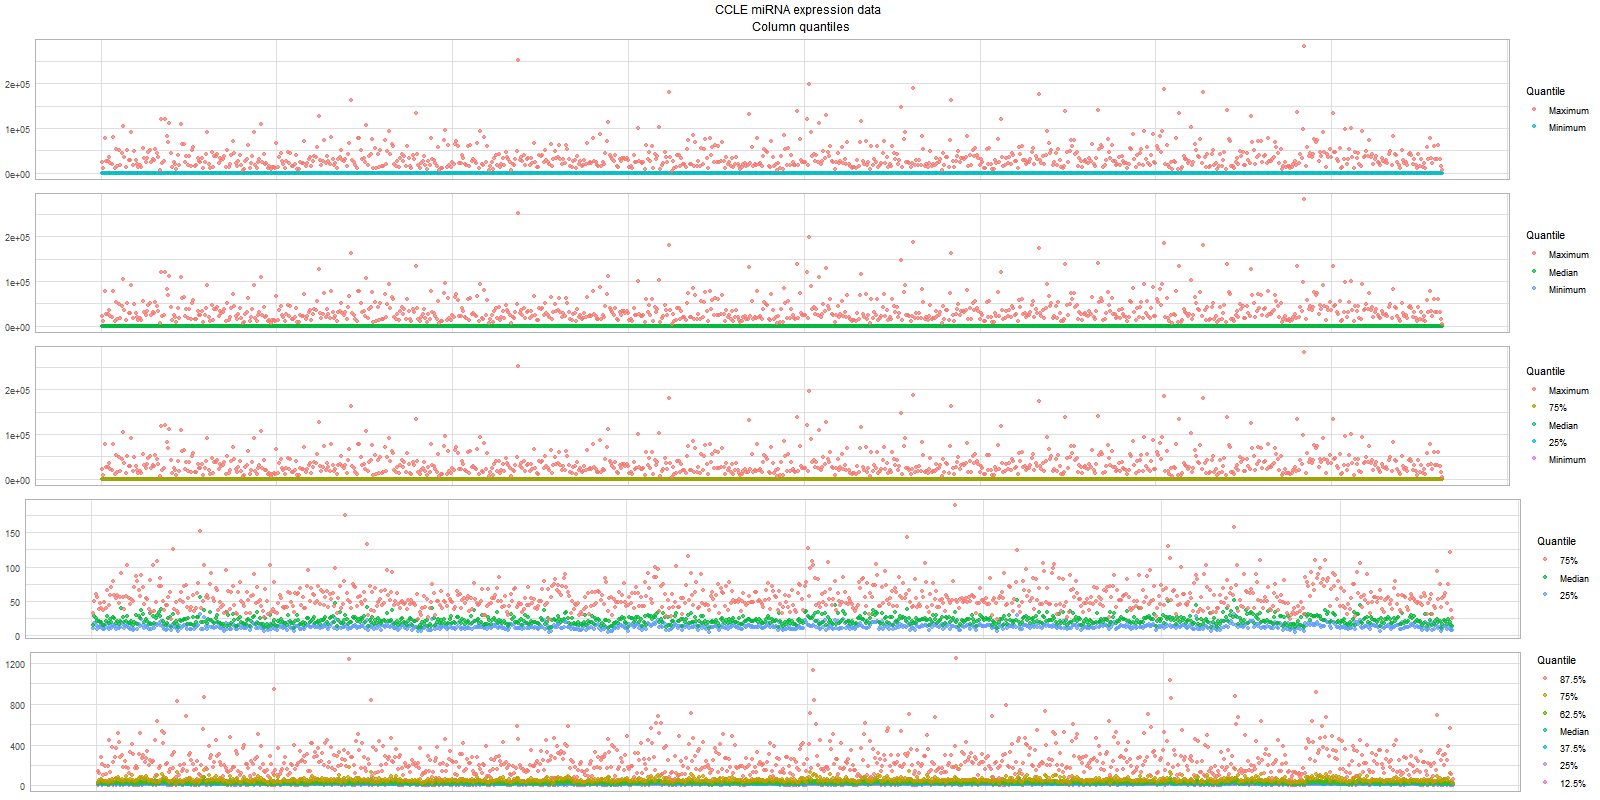 CCLE miRNA expression data
Column quantiles
2e+05
1e+05
0e+00
Quantile
Maximum
Minimum
2e+05
1e+05
0e+00
Quantile
Maximum
Median
Minimum
2e+05
1e+05
0e+00
Quantile
Maximum
75%
Median
25%
Minimum
150
100
50
0
Quantile
75%
Median
25%
1200
800
400
0
Quantile
87.5%
75%
62.5%
Median
37.5%
25%
12.5%